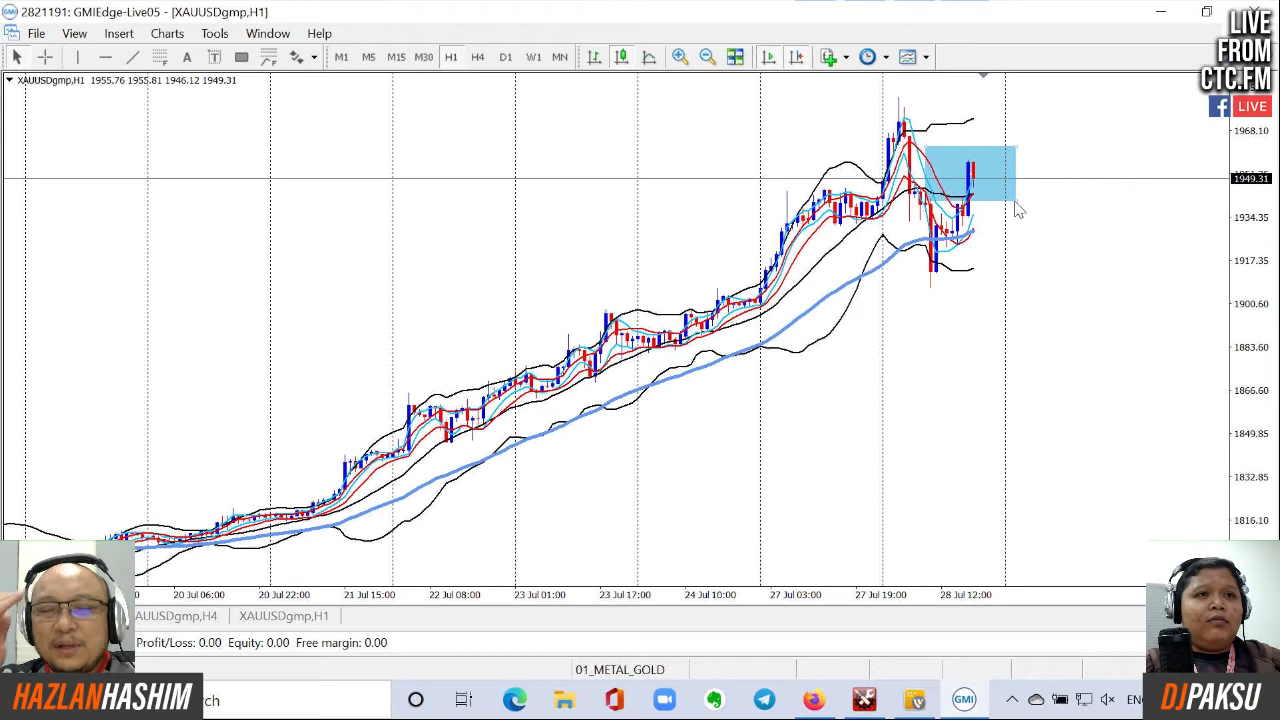 GMI 2821191: GMIEdge-Live05 - [XAUUSDgmp,H1]
LIVE
FROM
CTC.FM
f LIVE
File View Insert Charts Tools Window Help
A T M1 M5 M15 M30 H1 H4 D1 W1 MN
XAUUSDgmp,H1 1955.76 1955.81 1946.12 1949.31
1968.10
1949.31
1934.35
1917.35
1900.60
1883.60
1866.60
1849.85
1832.85
1816.10
20 Jul 06:00 20 Jul 22:00 21 Jul 15:00 22 Jul 08:00 23 Jul 01:00 23 Jul 17:00 24 Jul 10:00 27 Jul 03:00 27 Jul 19:00 28 Jul 12:00
AUUSDgmp,H4 XAUUSDgmp,H1
Profit/Loss: 0.00 Equity: 0.00 Free margin: 0.00
01_METAL_GOLD
rch
GMI
HAZLANHASHIM
DJPAKSU